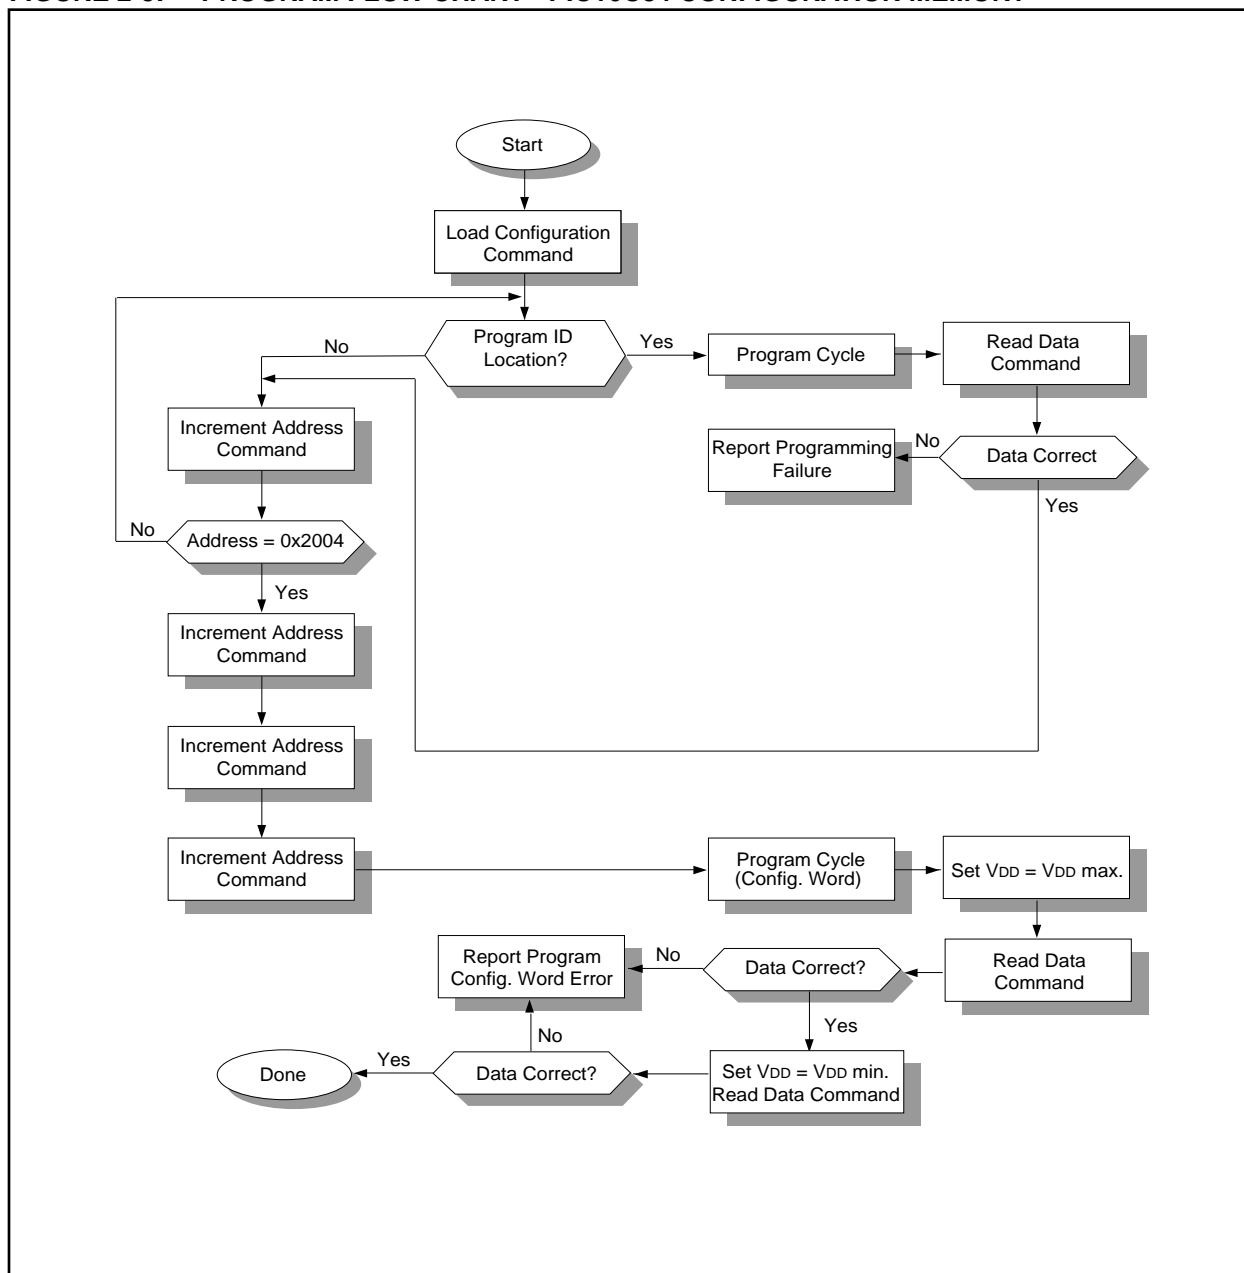 Start
Load Configuration
Command
Program ID
Location?
No
Yes
Program Cycle
Read Data
Command
Increment Address
Command
Report Programming
Failure
No
Data Correct
Yes
No
Address = 0x2004
Yes
Increment Address
Command
Increment Address
Command
Increment Address
Command
Program Cycle
(Config. Word)
Set VDD = VDD max.
Report Program
Config. Word Error
No
Data Correct?
Read Data
Command
Yes
No
Done
Yes
Data Correct?
Set VDD = VDD min.
Read Data Command